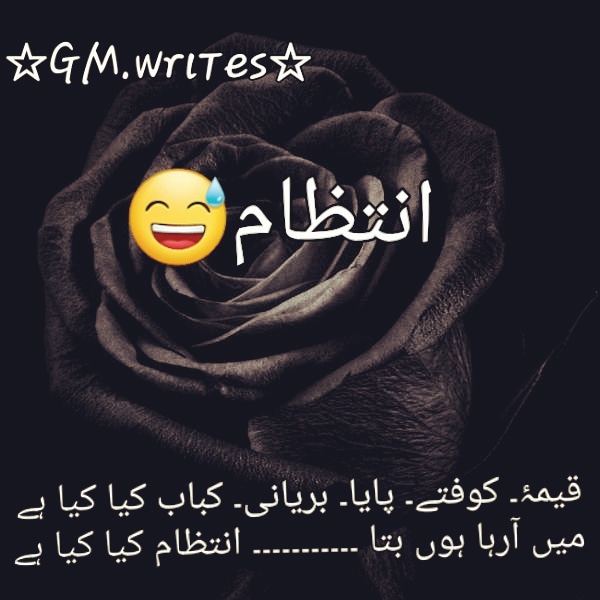 ☆GM.writes☆
انتظام😅
قیمۂ۔ کوفتے۔ پایا۔ بریانی۔ کباب کیا کیا ہے
میں آرہا ہوں بتا ----------- انتظام کیا کیا ہے